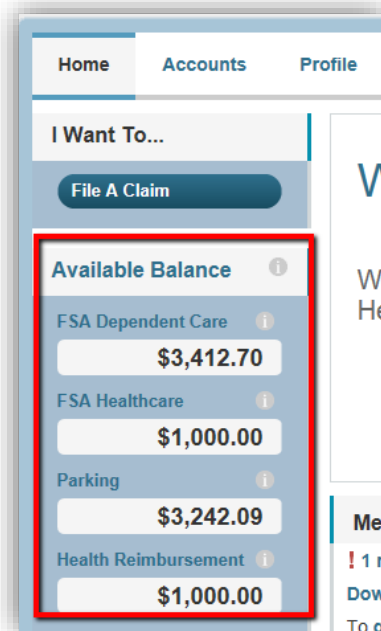 Home Accounts Profile
I Want To...
File A Claim
Available Balance
FSA Dependent Care
$3,412.70
FSA Healthcare
$1,000.00
Parking
$3,242.09
Health Reimbursement
$1,000.00
! 1